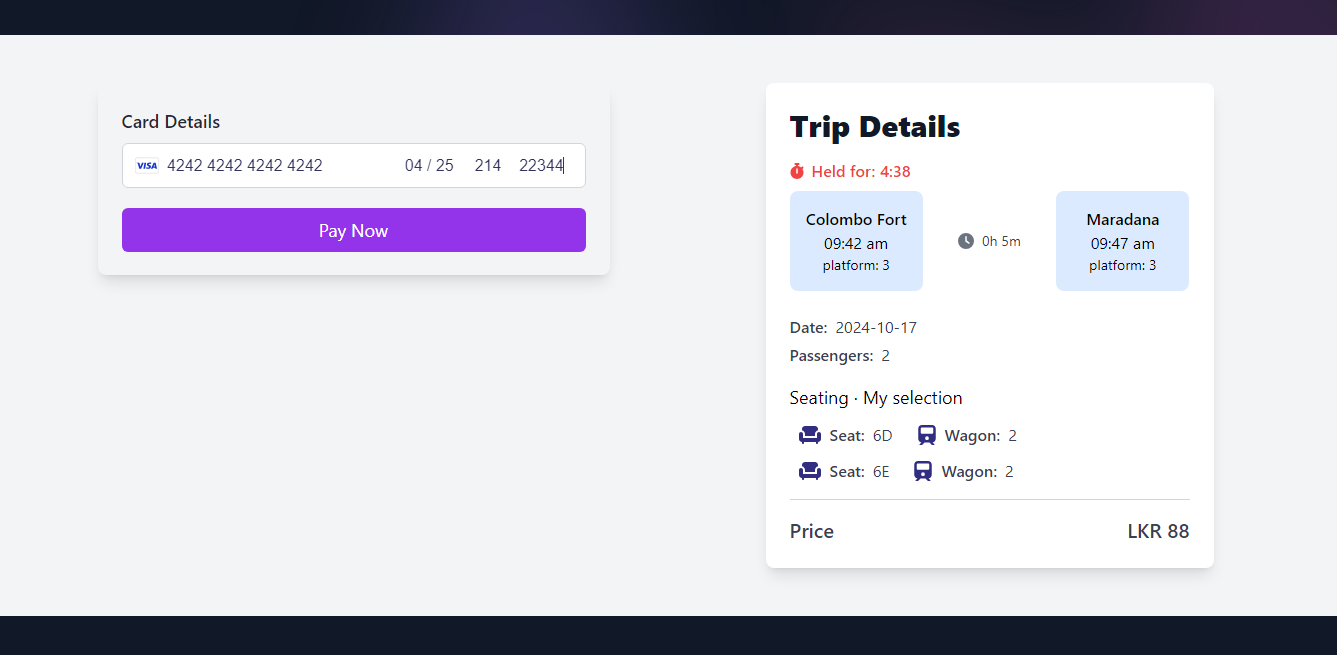 Card Details
VISA 4242 4242 4242 4242 04 / 25 214 22344
Pay Now
Trip Details
Held for: 4:38
Colombo Fort
09:42 am
platform: 3
0h 5m
Maradana
09:47 am
platform: 3
Date: 2024-10-17
Passengers: 2
Seating · My selection
Seat: 6D Wagon: 2
Seat: 6E Wagon: 2
Price LKR 88